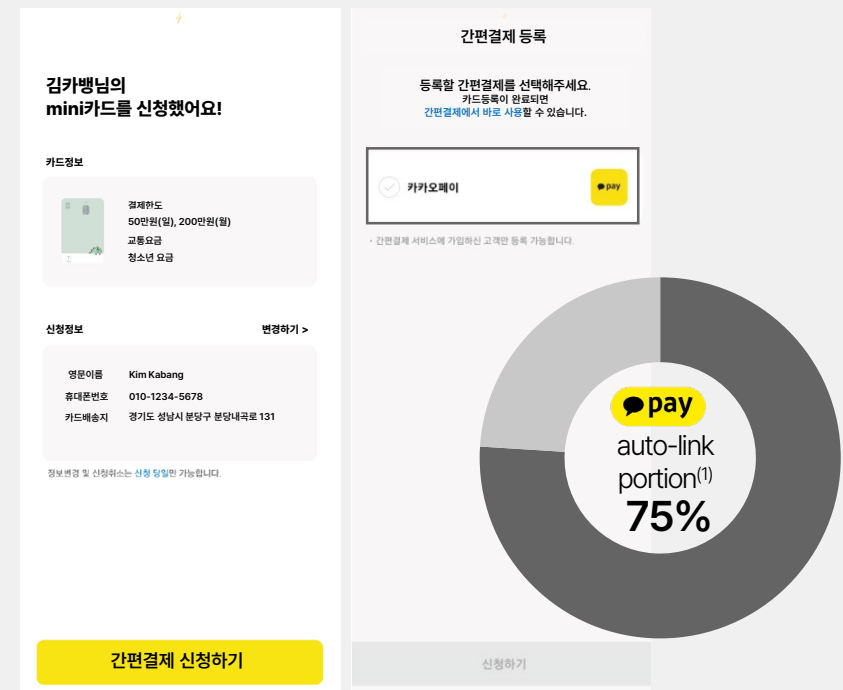 김카뱅님의
mini카드를 신청했어요!
카드정보
결제한도
50만원(일), 200만원(월)
교통요금
청소년 요금
신청정보
변경하기 >
영문이름 Kim Kabang
휴대폰번호 010-1234-5678
카드배송지 경기도 성남시 분당구 분당내곡로 131
정보변경 및 신청취소는 신청 당일만 가능합니다.
간편결제 신청하기
간편결제 등록
등록할 간편결제를 선택해주세요.
카드등록이 완료되면
간편결제에서 바로 사용할 수 있습니다.
카카오페이
pay
• 간편결제 서비스에 가입하신 고객만 등록 가능합니다.
pay
auto-link
portion(1)
75%
신청하기